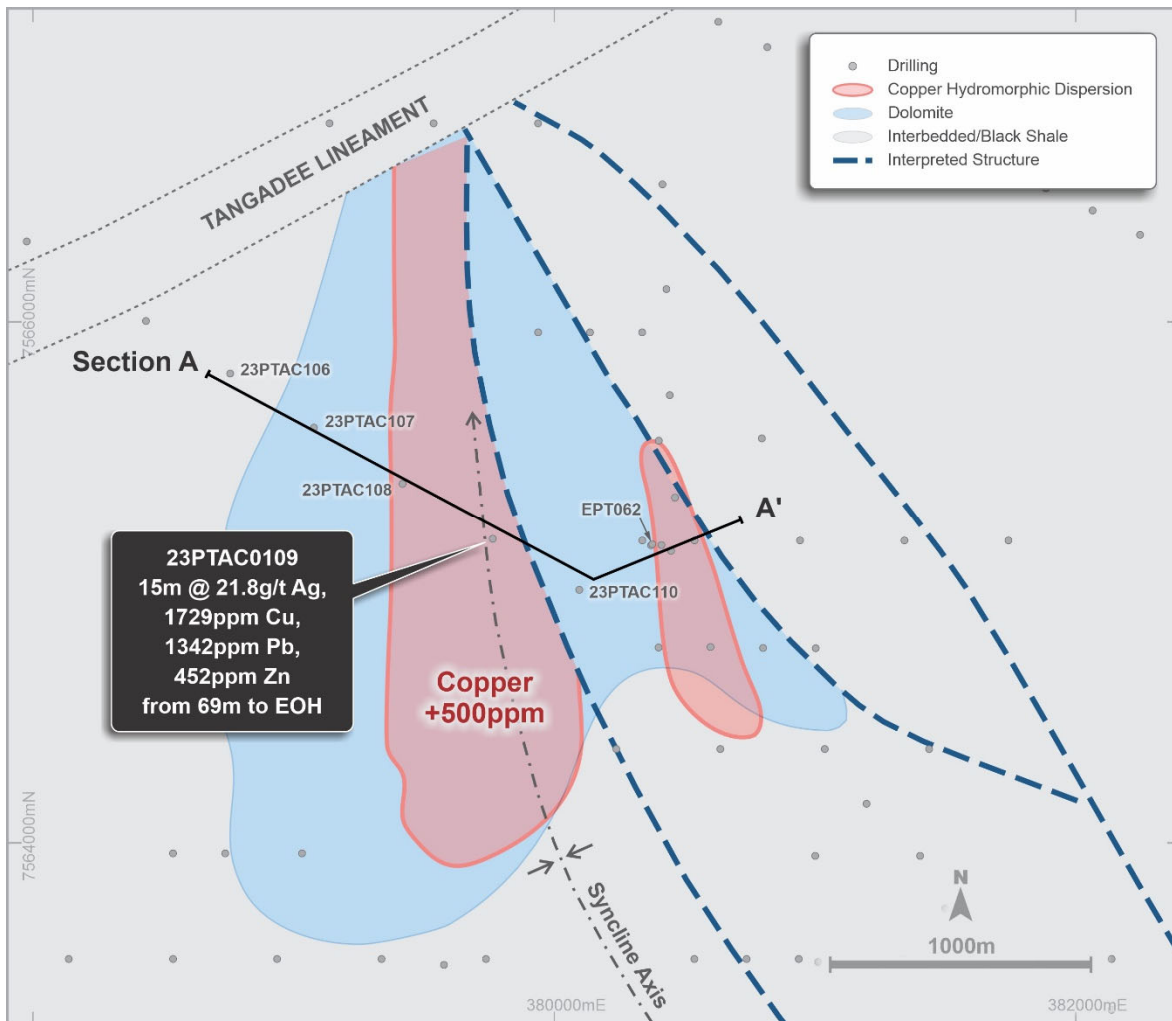 Drilling
Copper Hydromorphic Dispersion
Dolomite
Interbedded/Black Shale
Interpreted Structure
TANGADEE LINEAMENT
7566000mN
Section A
23PTAC106
23PTAC107
23PTAC108
EPT062
A'
23PTAC110
23PTAC0109
15m @ 21.8g/t Ag,
1729ppm Cu,
1342ppm Pb,
452ppm Zn
from 69m to EOH
Copper
+500ppm
7564000mN
Syncline Axis
N
1000m
380000mE
382000mE